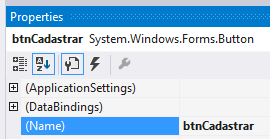 Properties
btnCadastrar System.Windows.Forms.Button
(ApplicationSettings)
(DataBindings)
(Name) btnCadastrar